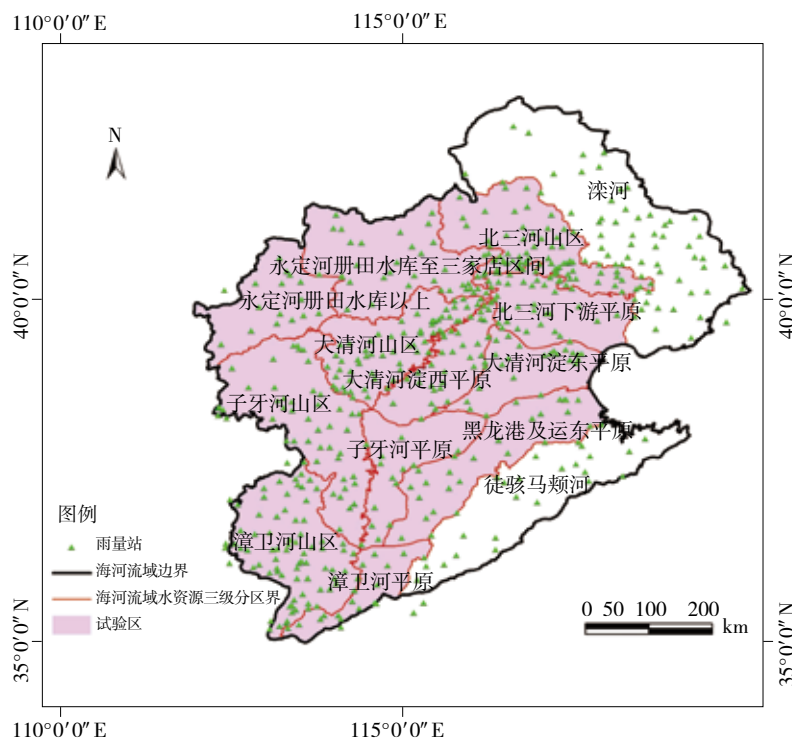 110°0′0″E
115°0′0″E
N
滦河
北三河山区
永定河册田水库至三家店区间
40°0′0″N
40°0′0″N
永定河册田水库以上
北三河下游平原
大清河山区
大清河淀东平原
大清河淀西平原
子牙河山区
黑龙港及运东平原
子牙河平原
徒骇马颊河
图例
雨量站
漳卫河山区
海河流域边界
漳卫河平原
海河流域水资源三级分区界
试验区
0 50 100 200
km
35°0′0″N
35°0′0″N
110°0′0″E
115°0′0″E